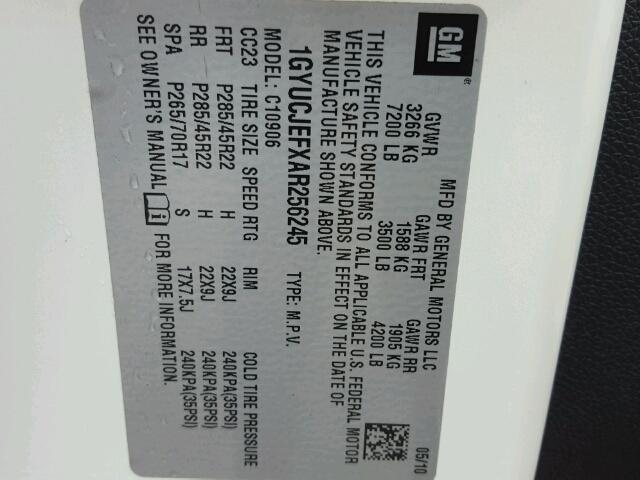 GM
MFD BY GENERAL MOTORS LLC 05/10
GVWR GAWR FRT GAWR RR
3266 KG 1588 KG 1905 KG
7200 LB 3500 LB 4200 LB
THIS VEHICLE CONFORMS TO ALL APPLICABLE U.S. FEDERAL MOTOR
VEHICLE SAFETY STANDARDS IN EFFECT ON THE DATE OF
MANUFACTURE SHOWN ABOVE.
1GYUCJEFXAR256245 TYPE: M.P.V.
MODEL: C10906
CC23 TIRE SIZE SPEED RTG RIM COLD TIRE PRESSURE
FRT P285/45R22 H 22X9J 240KPA(35PSI)
RR P285/45R22 H 22X9J 240KPA(35PSI)
SPA P265/70R17 S 17X7.5J 240KPA(35PSI)
SEE OWNER'S MANUAL FOR MORE INFORMATION.